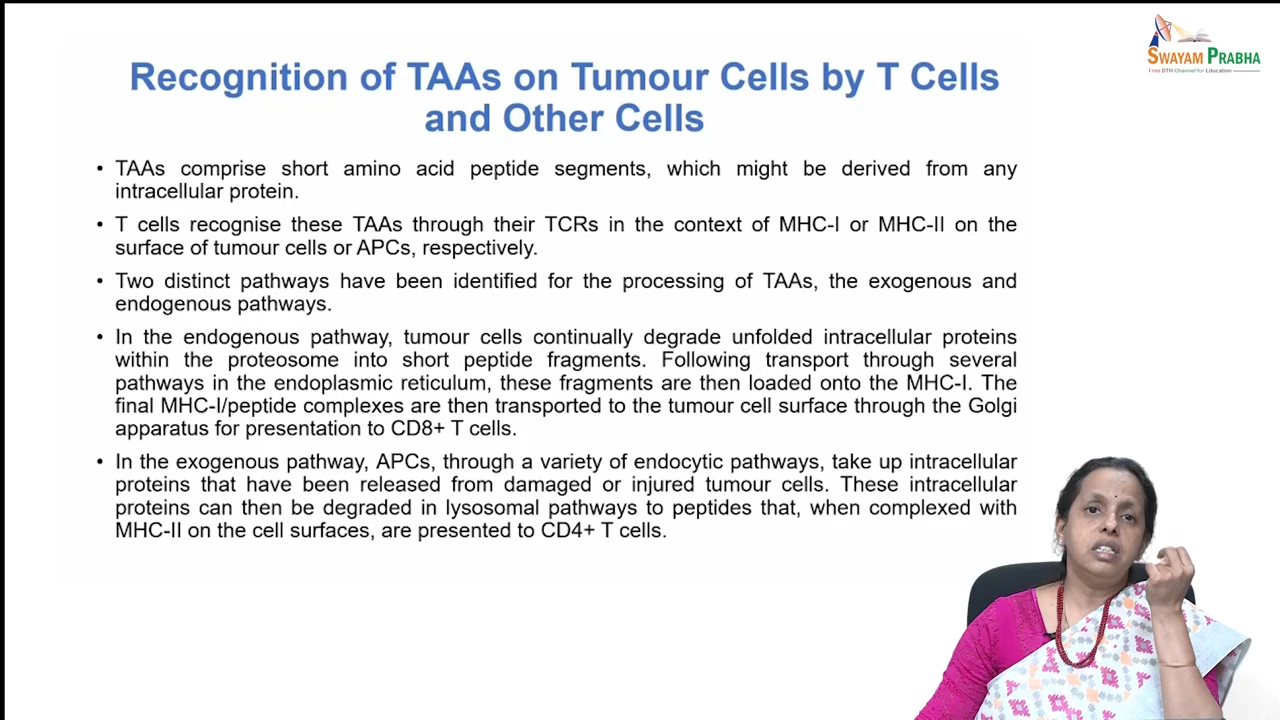 SWAYAM PRABHA
Free DTH Channel for Education
Recognition of TAAs on Tumour Cells by T Cells
and Other Cells
• TAAs comprise short amino acid peptide segments, which might be derived from any
intracellular protein.
• T cells recognise these TAAs through their TCRs in the context of MHC-I or MHC-II on the
surface of tumour cells or APCs, respectively.
• Two distinct pathways have been identified for the processing of TAAs, the exogenous and
endogenous pathways.
• In the endogenous pathway, tumour cells continually degrade unfolded intracellular proteins
within the proteosome into short peptide fragments. Following transport through several
pathways in the endoplasmic reticulum, these fragments are then loaded onto the MHC-I. The
final MHC-I/peptide complexes are then transported to the tumour cell surface through the Golgi
apparatus for presentation to CD8+ T cells.
• In the exogenous pathway, APCs, through a variety of endocytic pathways, take up intracellular
proteins that have been released from damaged or injured tumour cells. These intracellular
proteins can then be degraded in lysosomal pathways to peptides that, when complexed with
MHC-II on the cell surfaces, are presented to CD4+ T cells.